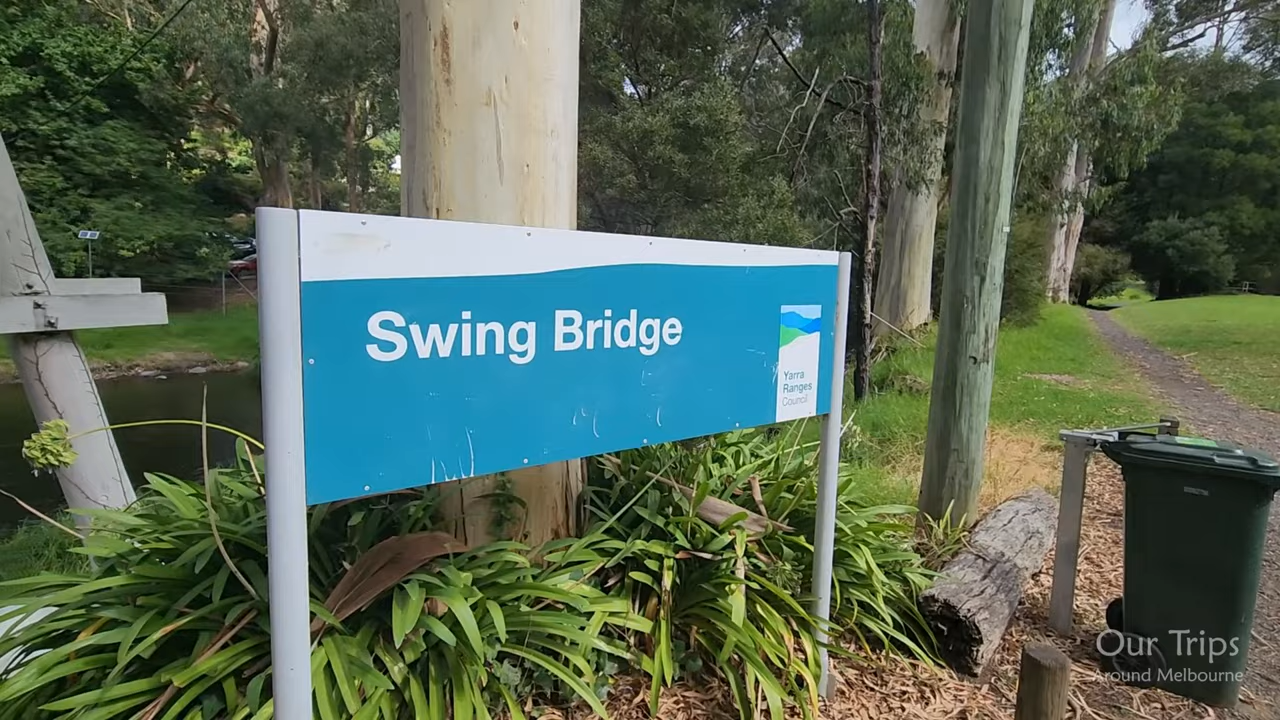 Swing Bridge
Yarra
Ranges
Council
Our Trips
Around Melbourne